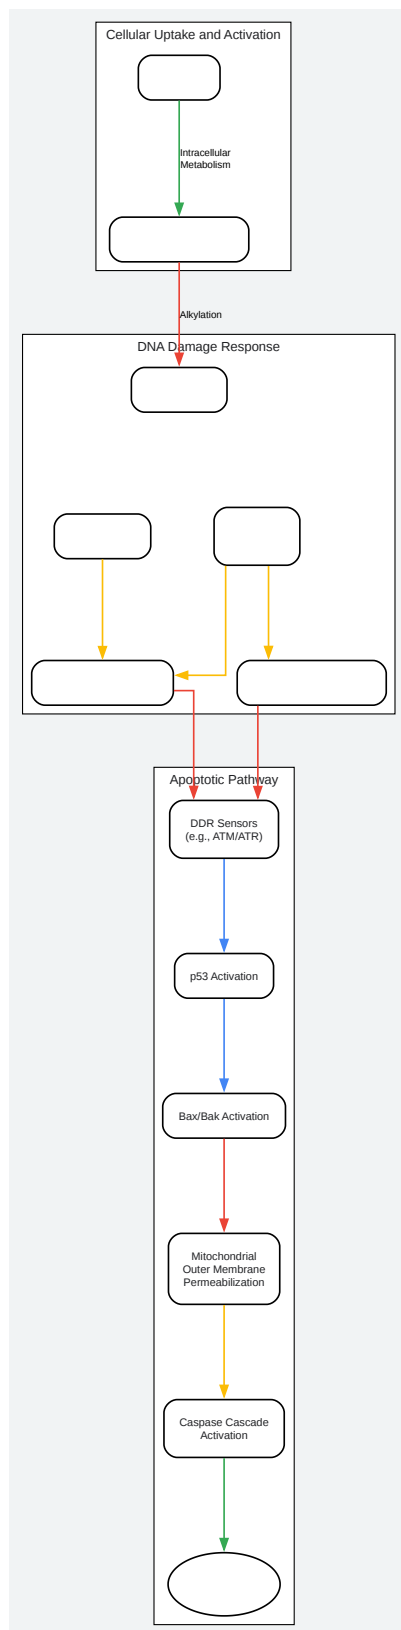 Cellular Uptake and Activation
Intracellular
Metabolism
Alkylation
DNA Damage Response
Apoptotic Pathway
DDR Sensors
(e.g., ATM/ATR)
p53 Activation
Bax/Bak Activation
Mitochondrial
Outer Membrane
Permeabilization
Caspase Cascade
Activation